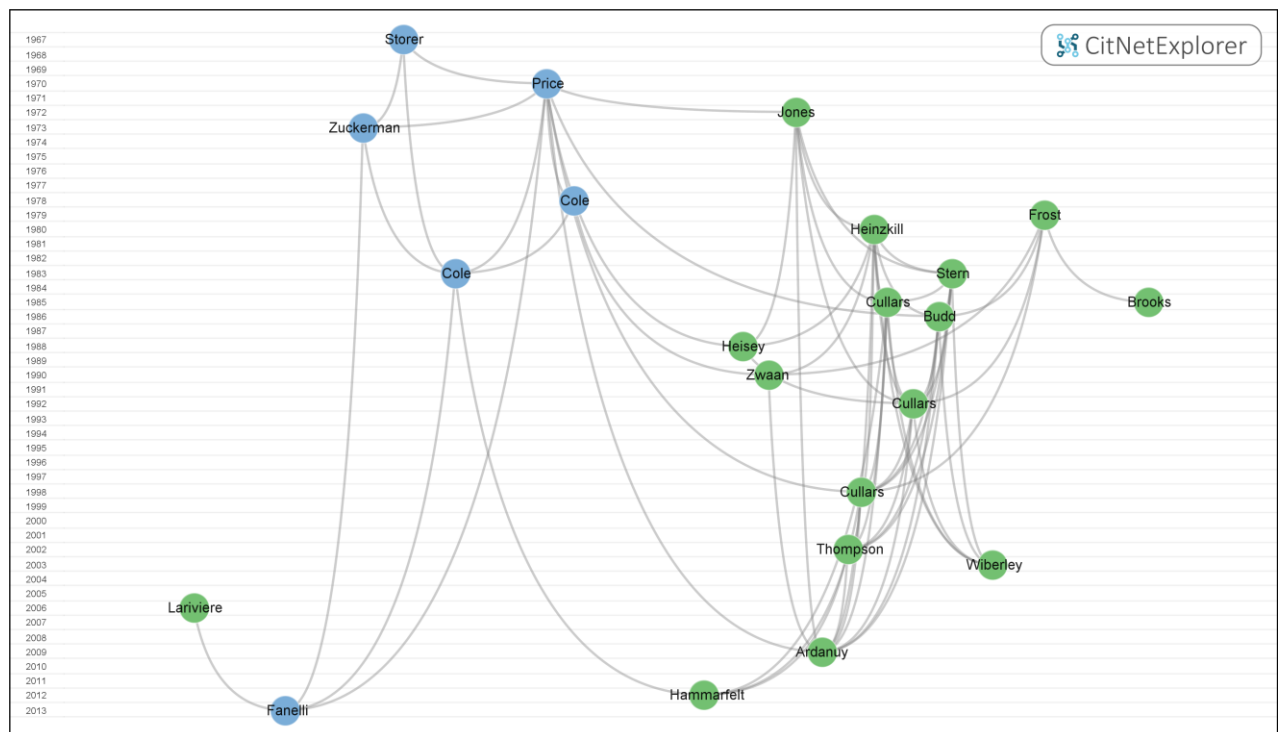 CitNetExplorer
1967
Storer
1968
1969
1970
Price
1971
1972
Jones
1973
Zuckerman
1974
1975
1976
1977
1978
Cole
1979
Frost
1980
Heinzkill
1981
1982
1983
Cole
Stern
1984
1985
Cullars
Brooks
1986
Budd
1987
1988
Heisey
1989
1990
Zwaan
1991
1992
Cullars
1993
1994
1995
1996
1997
1998
Cullars
1999
2000
2001
2002
Thompson
2003
Wiberley
2004
2005
2006
Lariviere
2007
2008
2009
Ardanuy
2010
2011
2012
Hammarfelt
2013
Fanelli